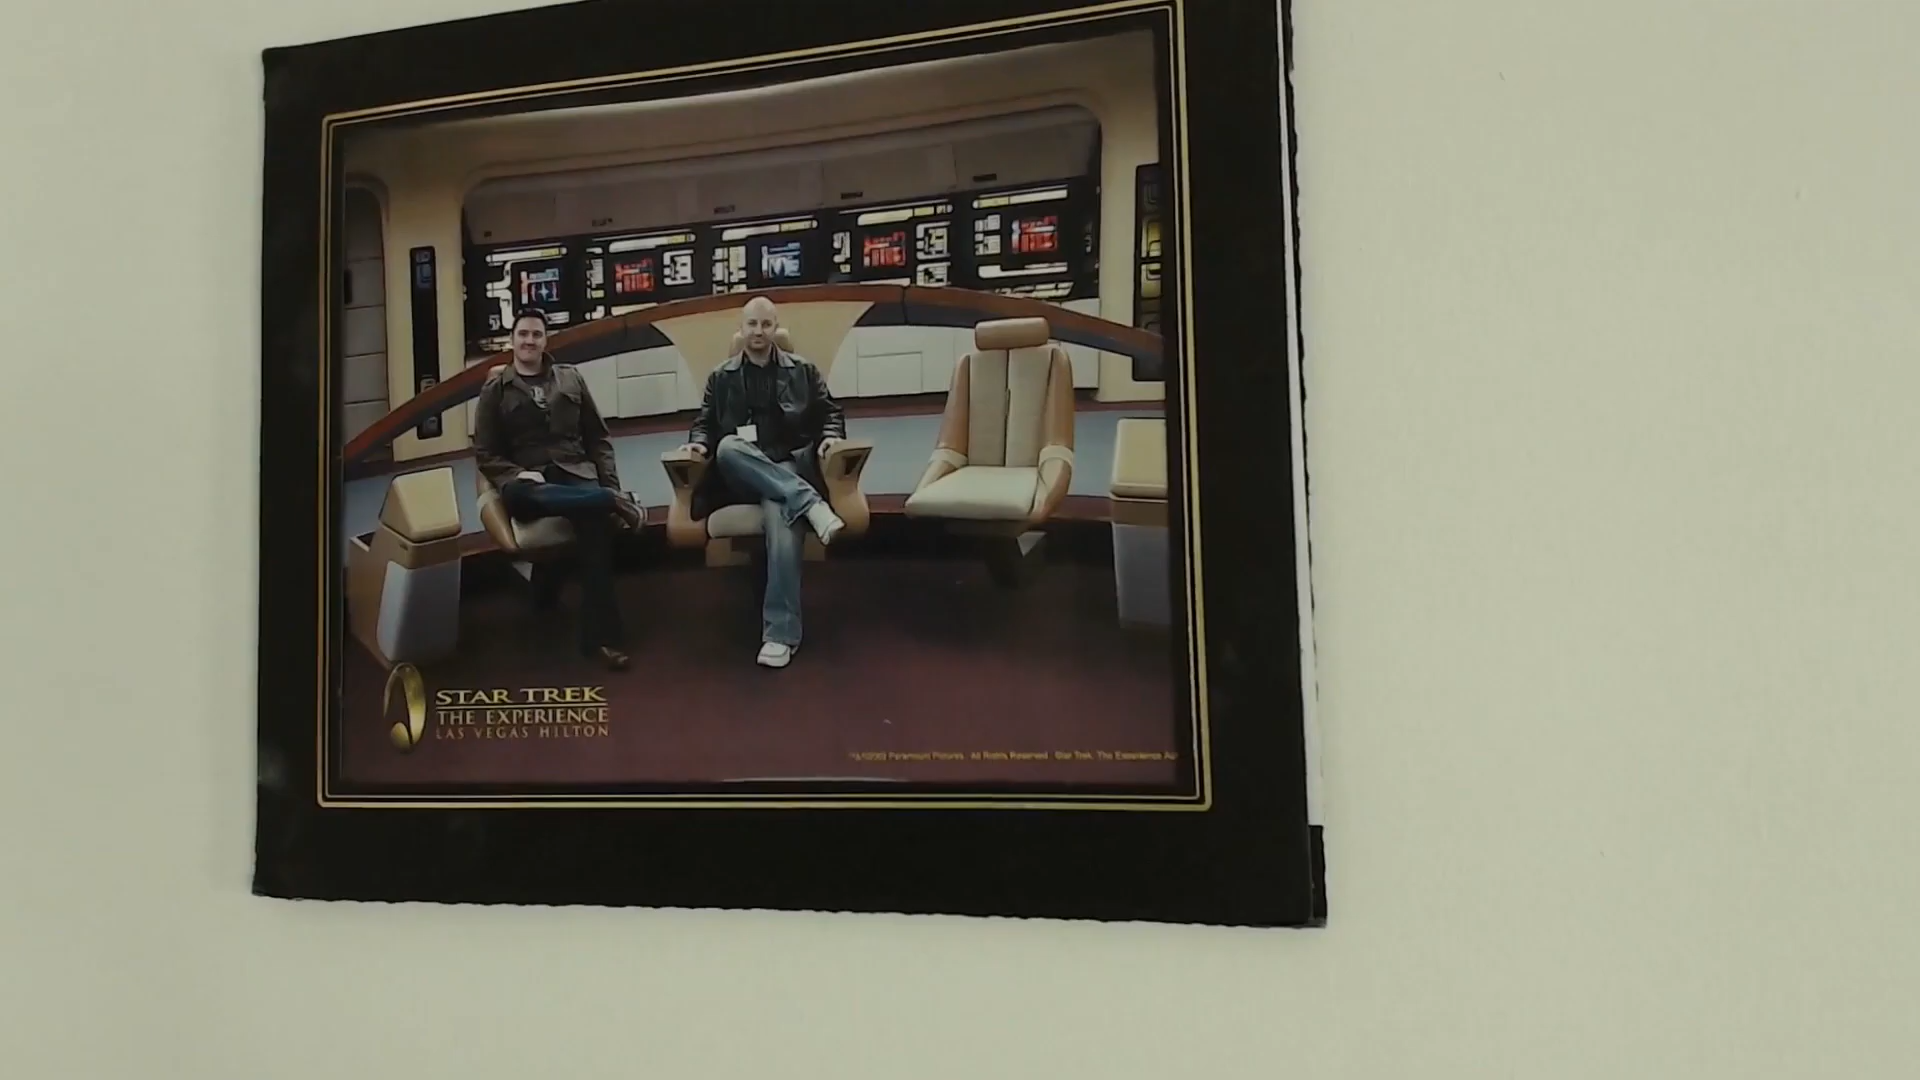 STAR TREK
THE EXPERIENCE
LAS VEGAS HILTON
Paramount Pictures All Rights Reserved Star Trek: The Experience